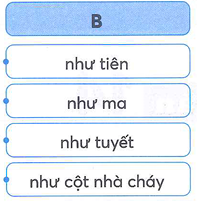 B
như tiên
như ma
như tuyết
như cột nhà cháy